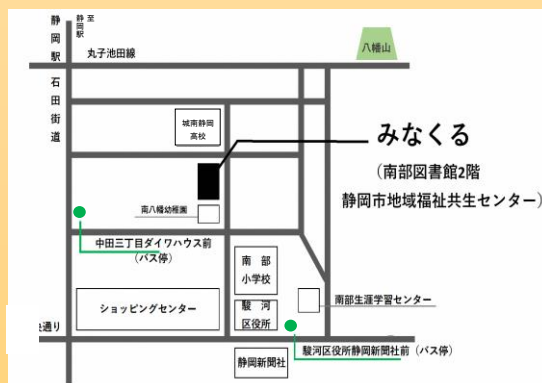 至
静岡駅
静岡駅
石田街道
丸子池田線
八幡山
城南静岡
高校
みなくる
(南部図書館2階
静岡市地域福祉共生センター)
南八幡幼稚園
中田三丁目ダイワハウス前
(バス停)
南部
小学校
ショッピングセンター
駿河
区役所
南部生涯学習センター
通り
駿河区役所静岡新聞社前(バス停)
静岡新聞社